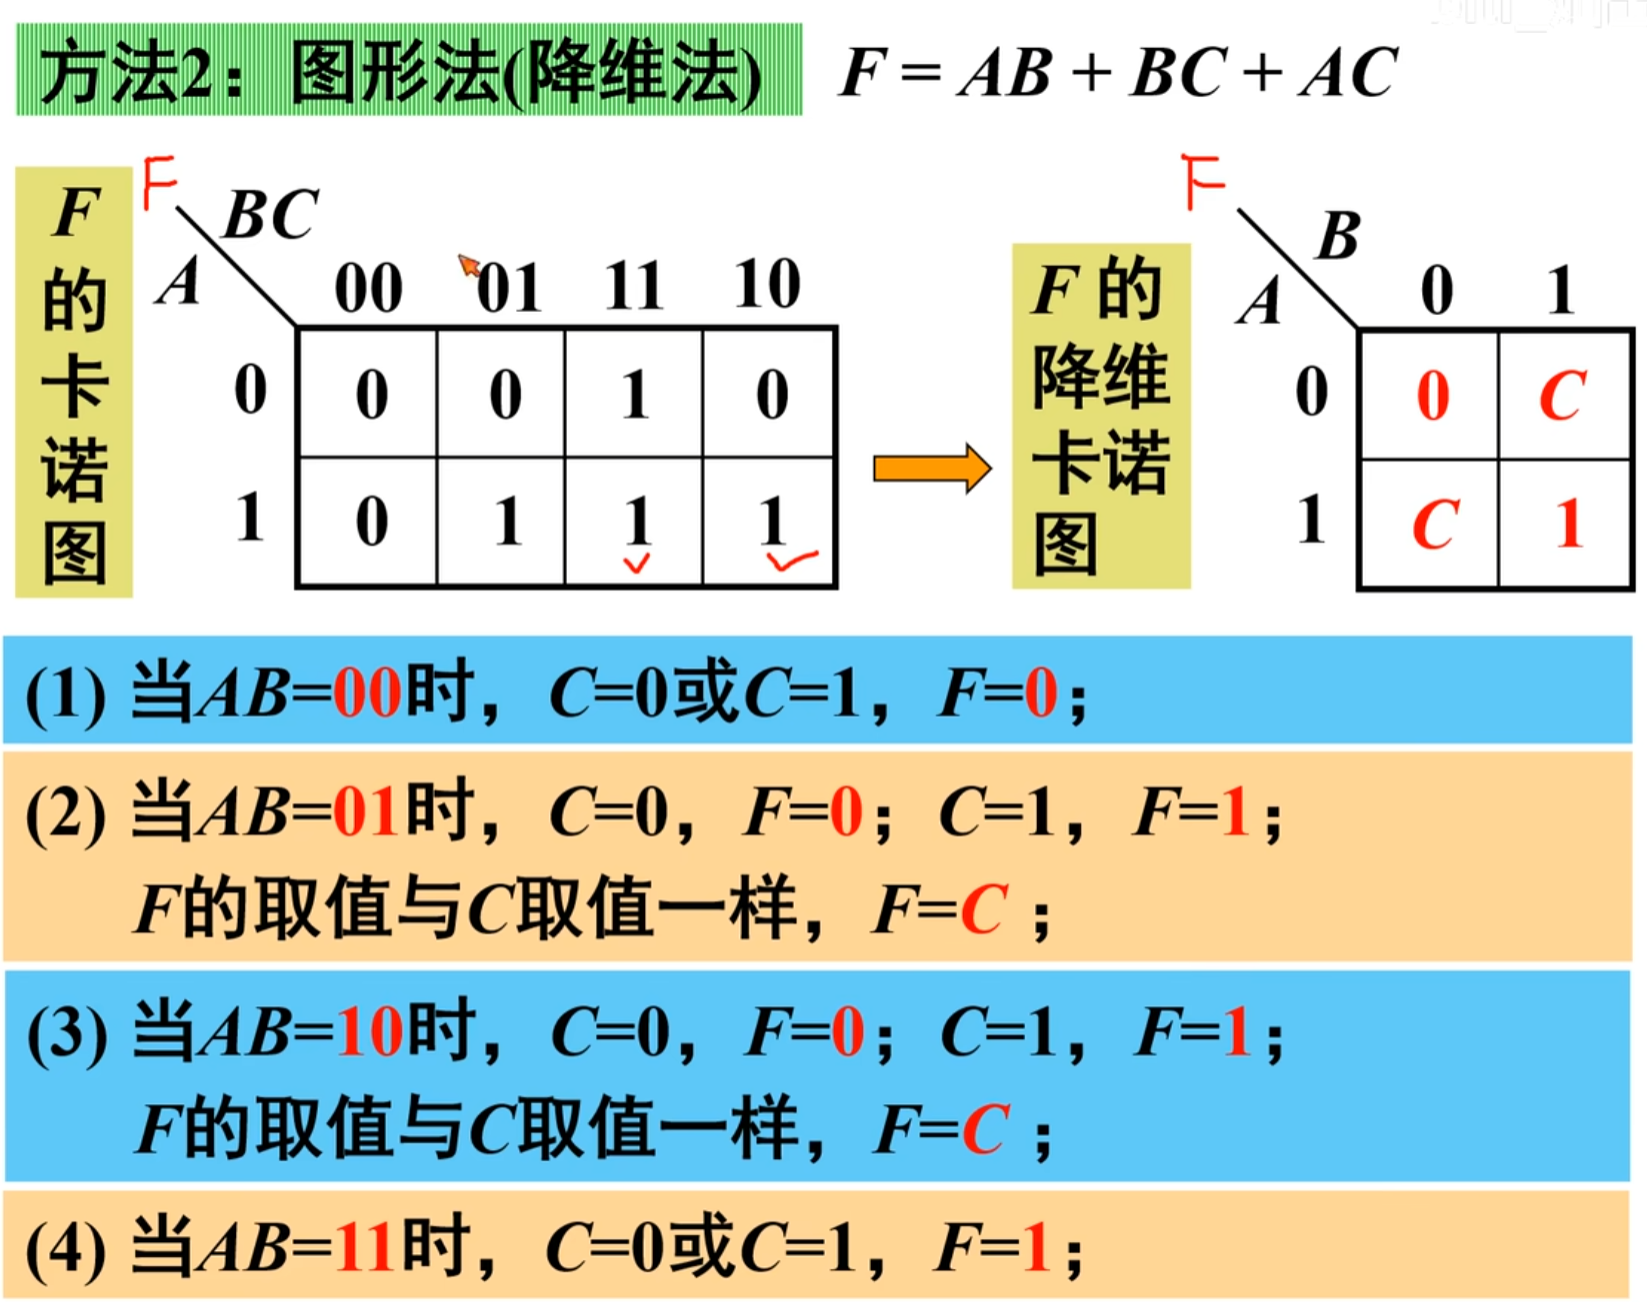 方法2：图形法(降维法) F = AB + BC + AC
F的卡诺图
F
BC
A
00 01 11 10
0 0 0 1 0
1 0 1 1 1
F的
降维
卡诺
图
F
B
A
0 1
0 0 C
1 C 1
(1) 当AB=00时，C=0或C=1，F=0；
(2) 当AB=01时，C=0，F=0；C=1，F=1；
F的取值与C取值一样，F=C；
(3) 当AB=10时，C=0，F=0；C=1，F=1；
F的取值与C取值一样，F=C；
(4) 当AB=11时，C=0或C=1，F=1；